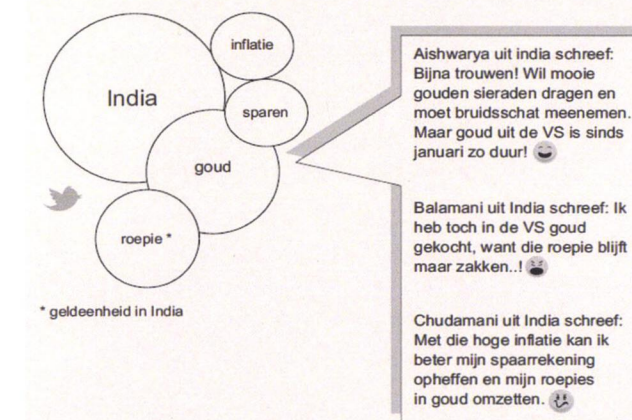 India
inflatie
sparen
goud
roepie *
* geldeenheid in India
Aishwarya uit india schreef:
Bijna trouwen! Wil mooie
gouden sieraden dragen en
moet bruidsschat meenemen.
Maar goud uit de VS is sinds
januari zo duur!
Balamani uit India schreef: Ik
heb toch in de VS goud
gekocht, want die roepie blijft
maar zakken..!
Chudamani uit India schreef:
Met die hoge inflatie kan ik
beter mijn spaarrekening
opheffen en mijn roepies
in goud omzetten.